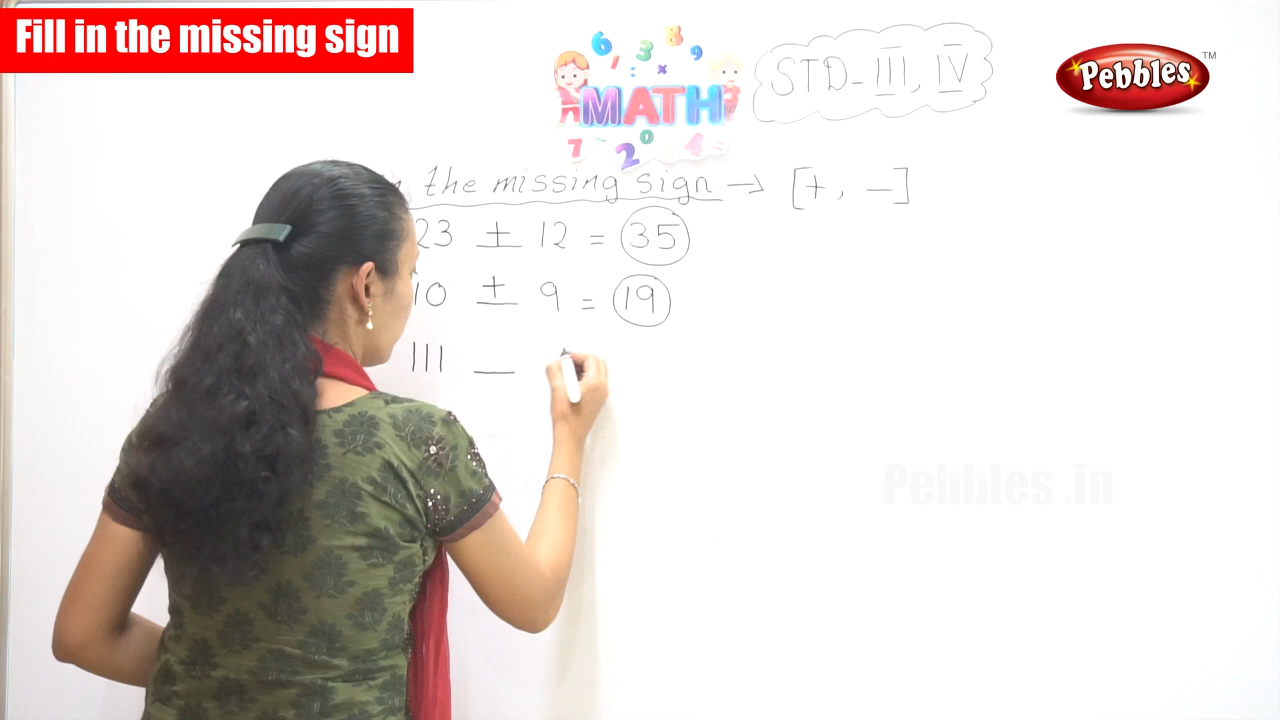 Fill in the missing sign
6 3 8 9
MATH
7 2 0 4
STD-III, IV
Pebbles TM
the missing sign → [+, −]
23 + 12 = 35
10 + 9 = 19
111 __
Pebbles .in